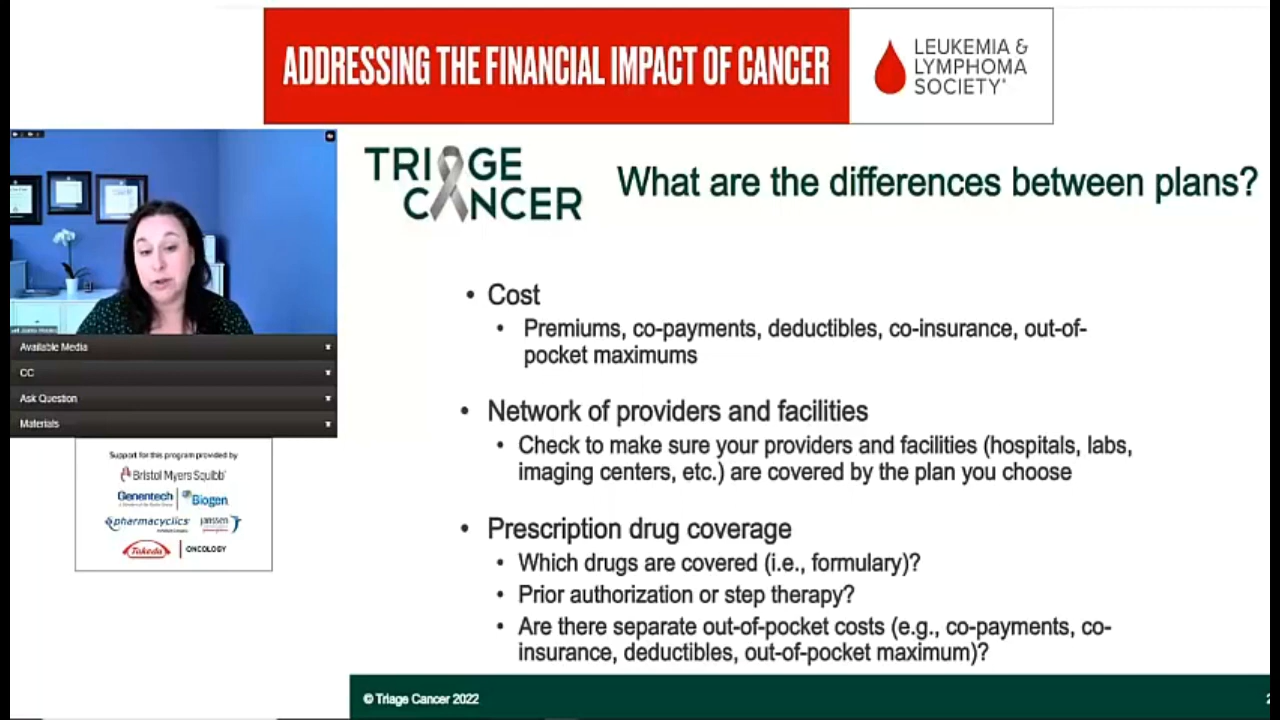 ADDRESSING THE FINANCIAL IMPACT OF CANCER
LEUKEMIA &
LYMPHOMA
SOCIETY
TRIAGE
CANCER
What are the differences between plans?
• Cost
• Premiums, co-payments, deductibles, co-insurance, out-of-
pocket maximums
• Network of providers and facilities
• Check to make sure your providers and facilities (hospitals, labs,
imaging centers, etc.) are covered by the plan you choose
• Prescription drug coverage
• Which drugs are covered (i.e., formulary)?
• Prior authorization or step therapy?
• Are there separate out-of-pocket costs (e.g., co-payments, co-
insurance, deductibles, out-of-pocket maximum)?
© Triage Cancer 2022
Available Media
CC
Ask Question
Materials
Support for this program provided by
Bristol Myers Squibb
Genentech
Biogen
pharmacyclics
janssen
Takeda
ONCOLOGY